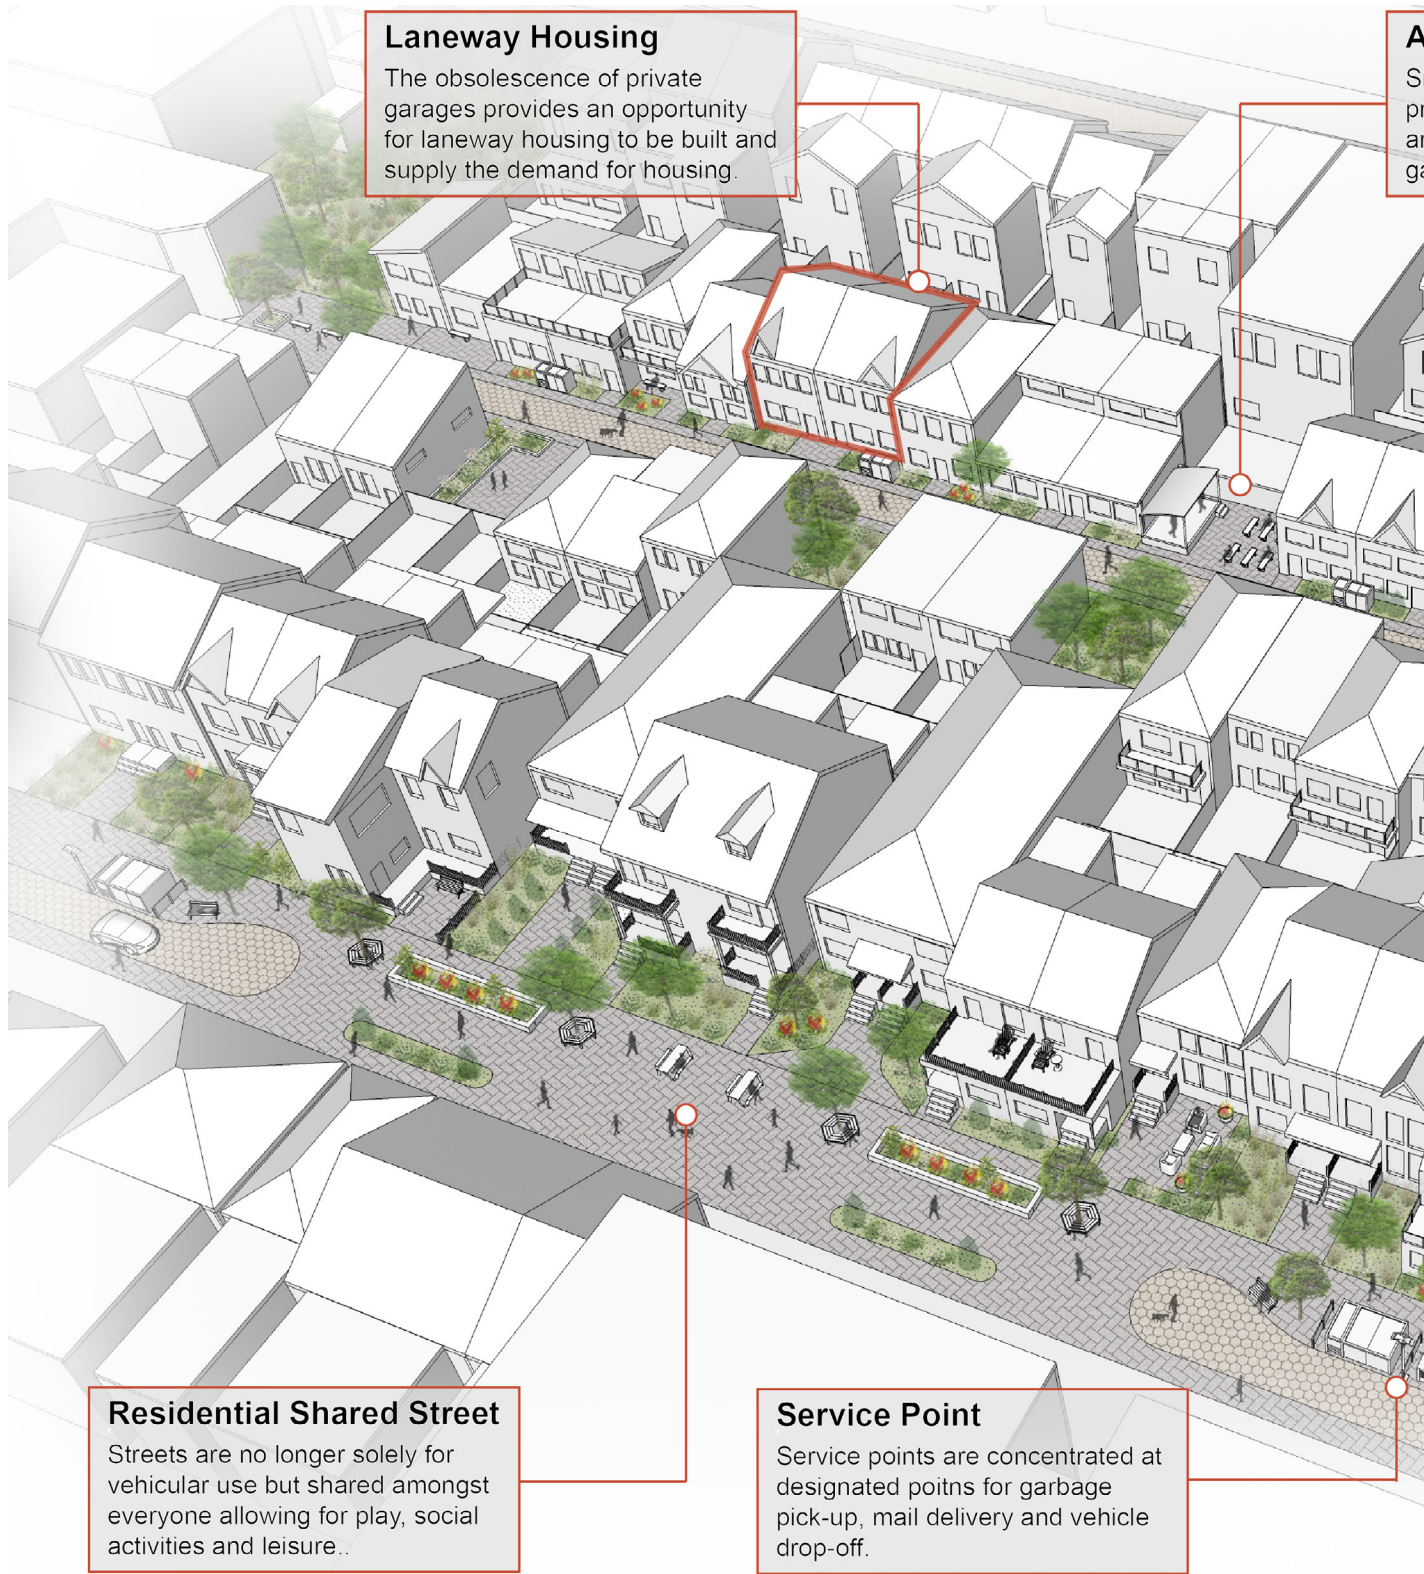 Laneway Housing
The obsolescence of private
garages provides an opportunity
for laneway housing to be built and
supply the demand for housing.
Residential Shared Street
Streets are no longer solely for
vehicular use but shared amongst
everyone allowing for play, social
activities and leisure..
Service Point
Service points are concentrated at
designated poitns for garbage
pick-up, mail delivery and vehicle
drop-off.